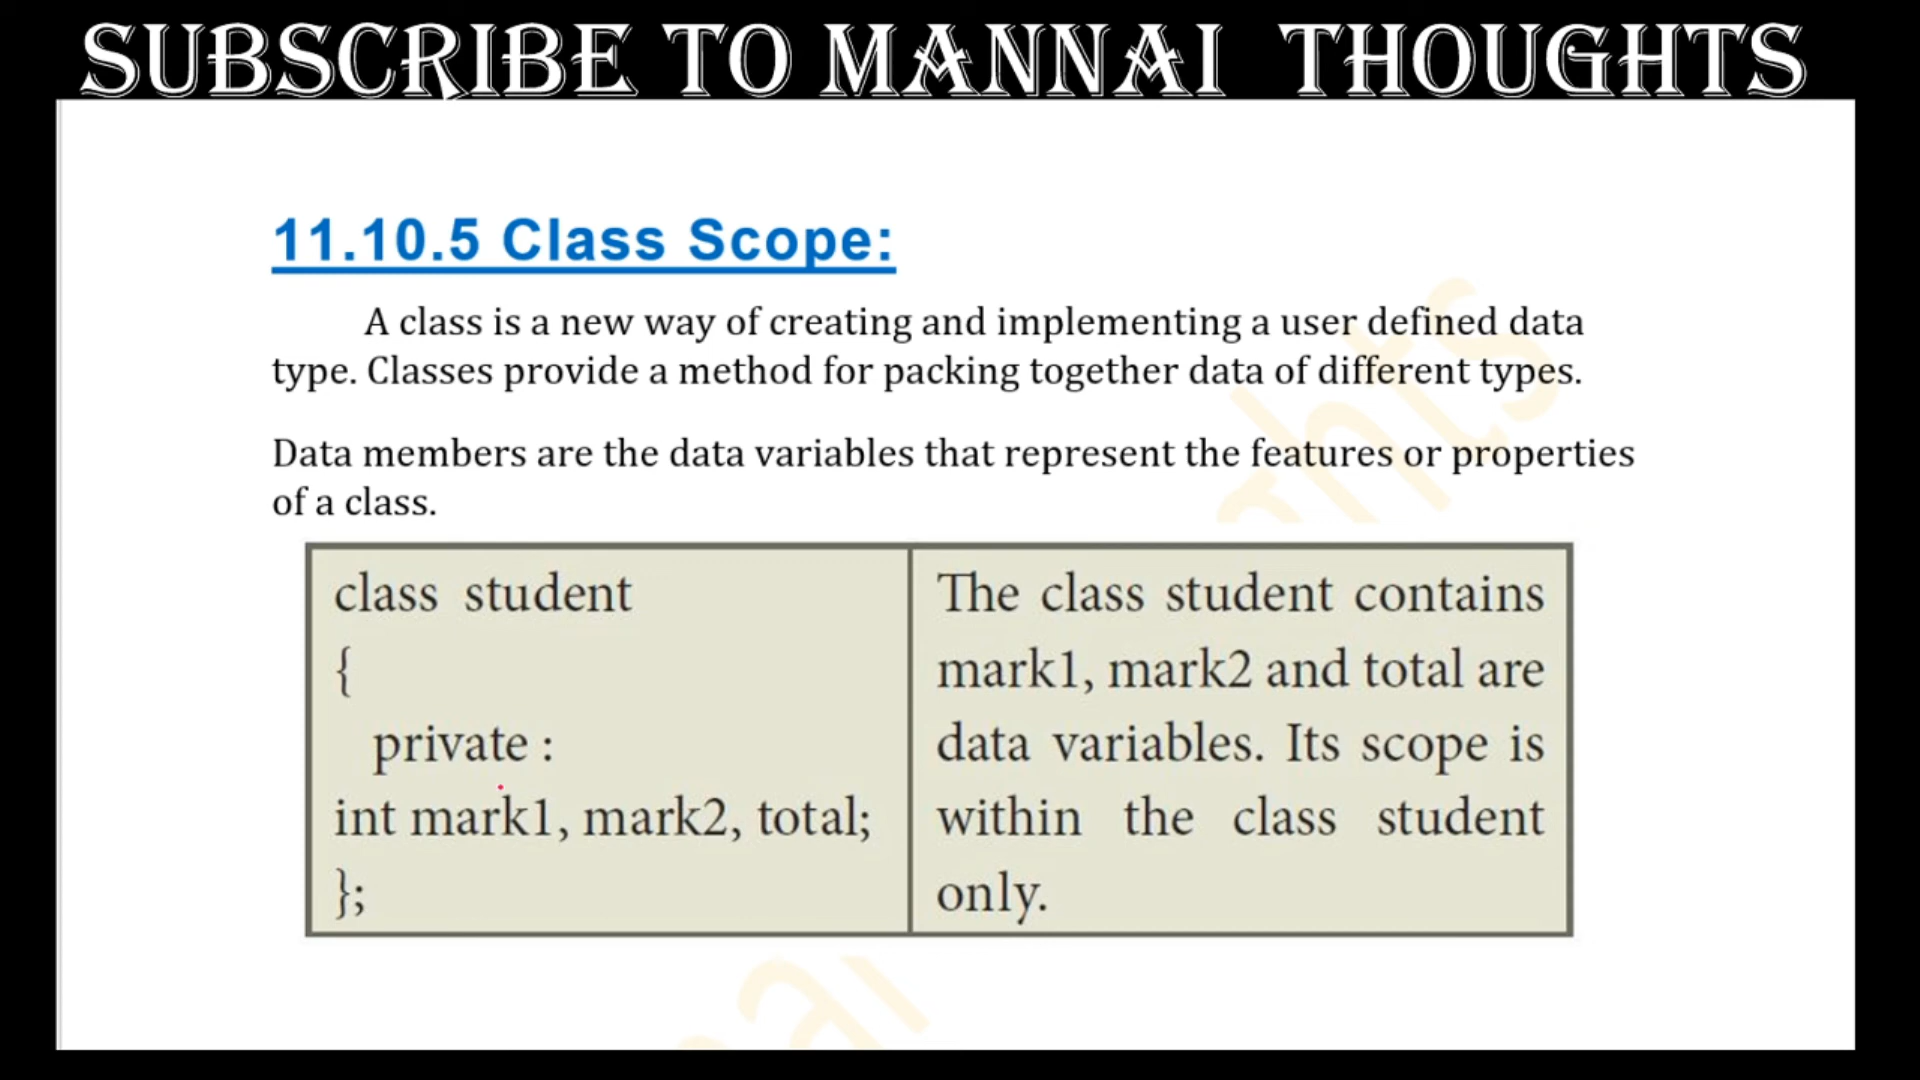 SUBSCRIBE TO MANNAI THOUGHTS
11.10.5 Class Scope:
A class is a new way of creating and implementing a user defined data
type. Classes provide a method for packing together data of different types.
Data members are the data variables that represent the features or properties
of a class.
class student
{
private :
int mark1, mark2, total;
};
The class student contains
mark1, mark2 and total are
data variables. Its scope is
within the class student
only.